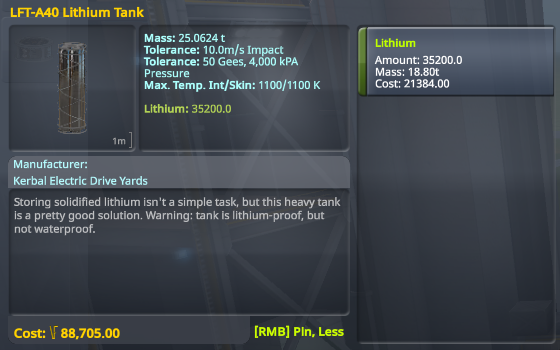 LFT-A40 Lithium Tank
Mass: 25.0624 t
Tolerance: 10.0m/s Impact
Tolerance: 50 Gees, 4,000 kPA
Pressure
Max. Temp. Int/Skin: 1100/1100 K
Lithium: 35200.0
1m
Lithium
Amount: 35200.0
Mass: 18.80t
Cost: 21384.00
Manufacturer:
Kerbal Electric Drive Yards
Storing solidified lithium isn't a simple task, but this heavy tank
is a pretty good solution. Warning: tank is lithium-proof, but
not waterproof.
Cost: 88,705.00
[RMB] Pin, Less